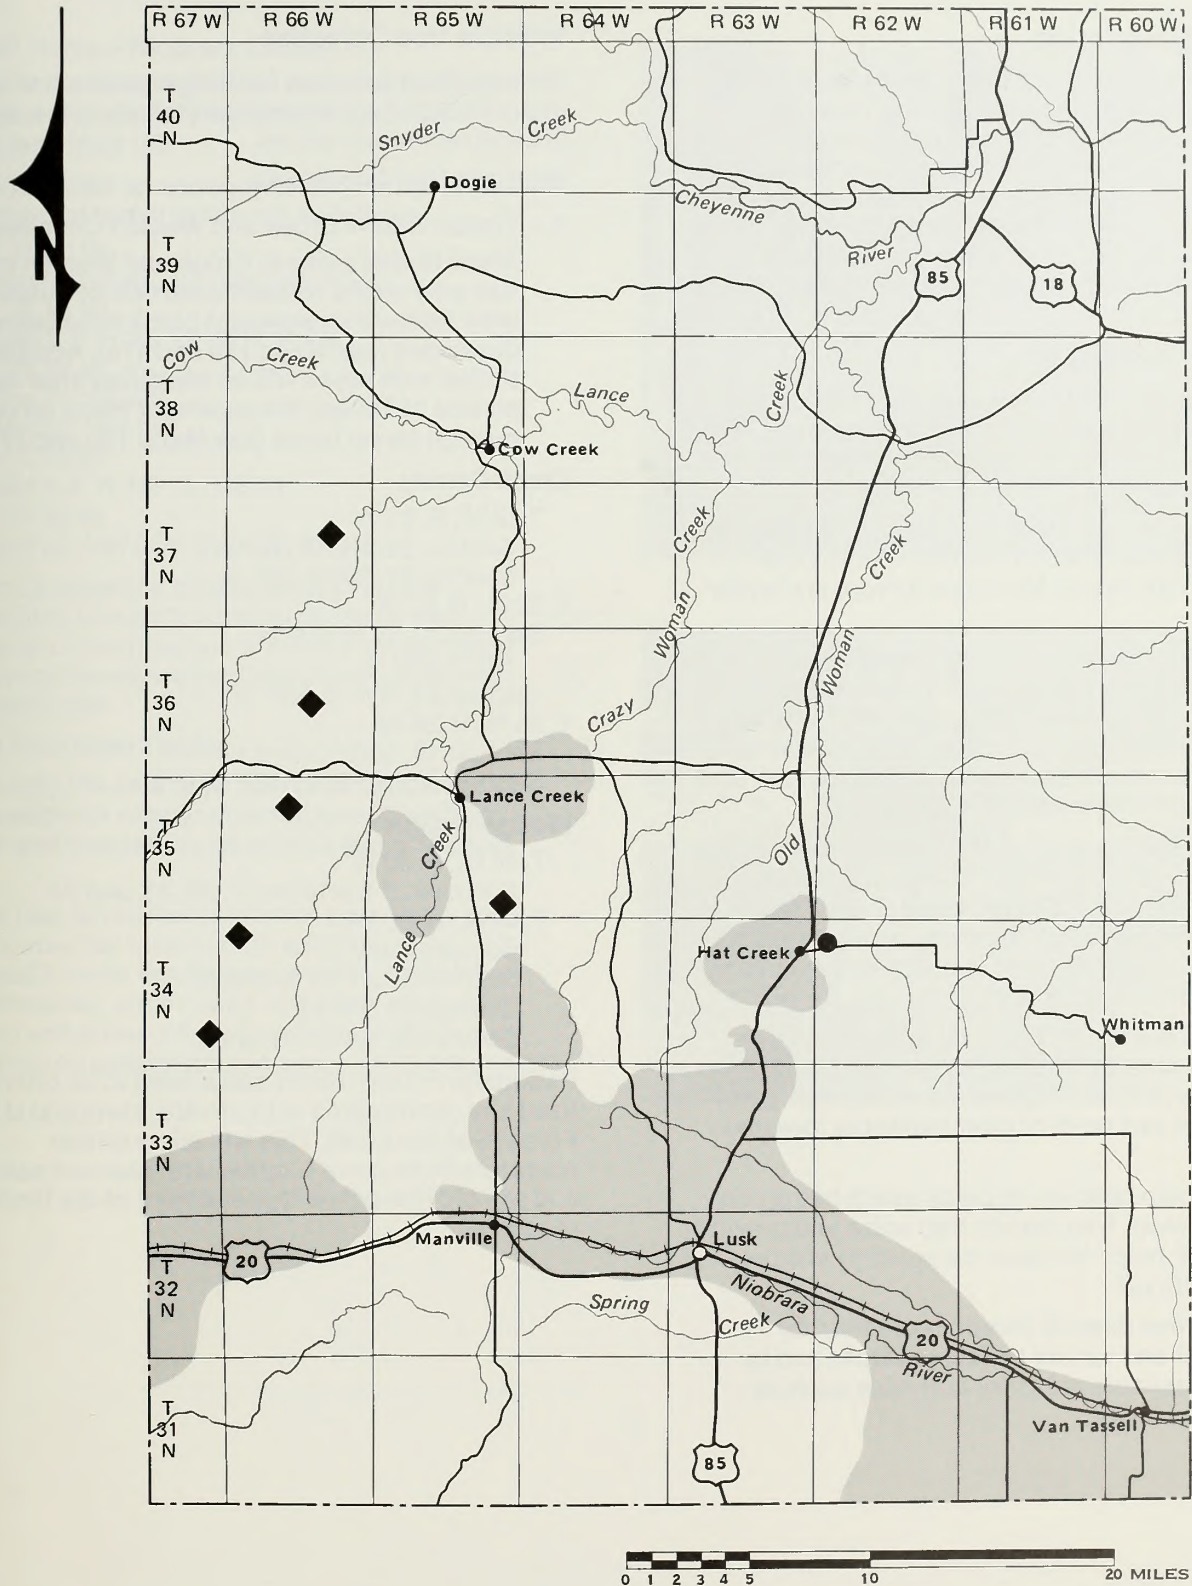 R 67 W R 66 W R 65 W R 64 W R 63 W R 62 W R 61 W R 60 W
T
40
N
Snyder Creek
Dogie
Cheyenne
River
N
T
39
N
85
18
Cow Creek
T
38
N
Lance
Creek
Cow Creek
T
37
N
Woman Creek
Creek
Woman
T
36
N
Crazy
Lance Creek
T
35
N
Creek
Old
Lance
Hat Creek
T
34
N
Whitman
T
33
N
Manville
Lusk
20
T
32
N
Niobrara
Spring
Creek
20
River
T
31
N
Van Tassell
85
0 1 2 3 4 5 10 20 MILES